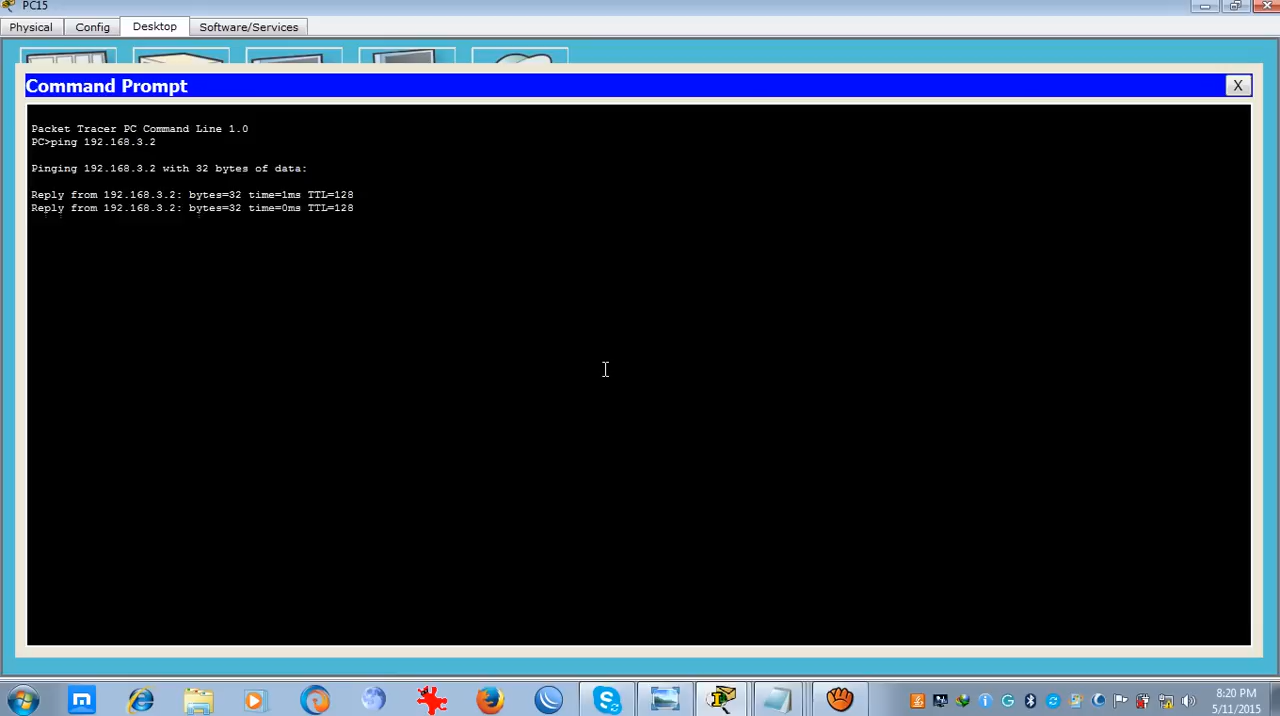 PC15
Physical
Config
Desktop
Software/Services
Command Prompt
X
Packet Tracer PC Command Line 1.0
PC>ping 192.168.3.2
Pinging 192.168.3.2 with 32 bytes of data:
Reply from 192.168.3.2: bytes=32 time=1ms TTL=128
Reply from 192.168.3.2: bytes=32 time=0ms TTL=128
8:20 PM
5/11/2015